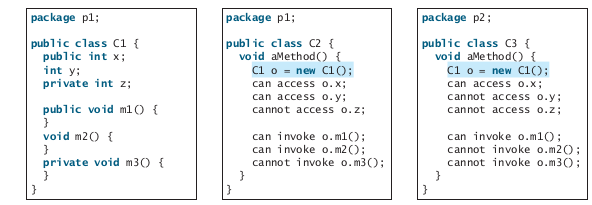 package p1;
public class C1 {
public int x;
int y;
private int z;
public void m1() {
}
void m2() {
}
private void m3() {
}
}
package p1;
public class C2 {
void aMethod() {
C1 o = new C1();
can access o.x;
can access o.y;
cannot access o.z;
can invoke o.m1();
can invoke o.m2();
cannot invoke o.m3();
}
}
package p2;
public class C3 {
void aMethod() {
C1 o = new C1();
can access o.x;
cannot access o.y;
cannot access o.z;
can invoke o.m1();
cannot invoke o.m2();
cannot invoke o.m3();
}
}